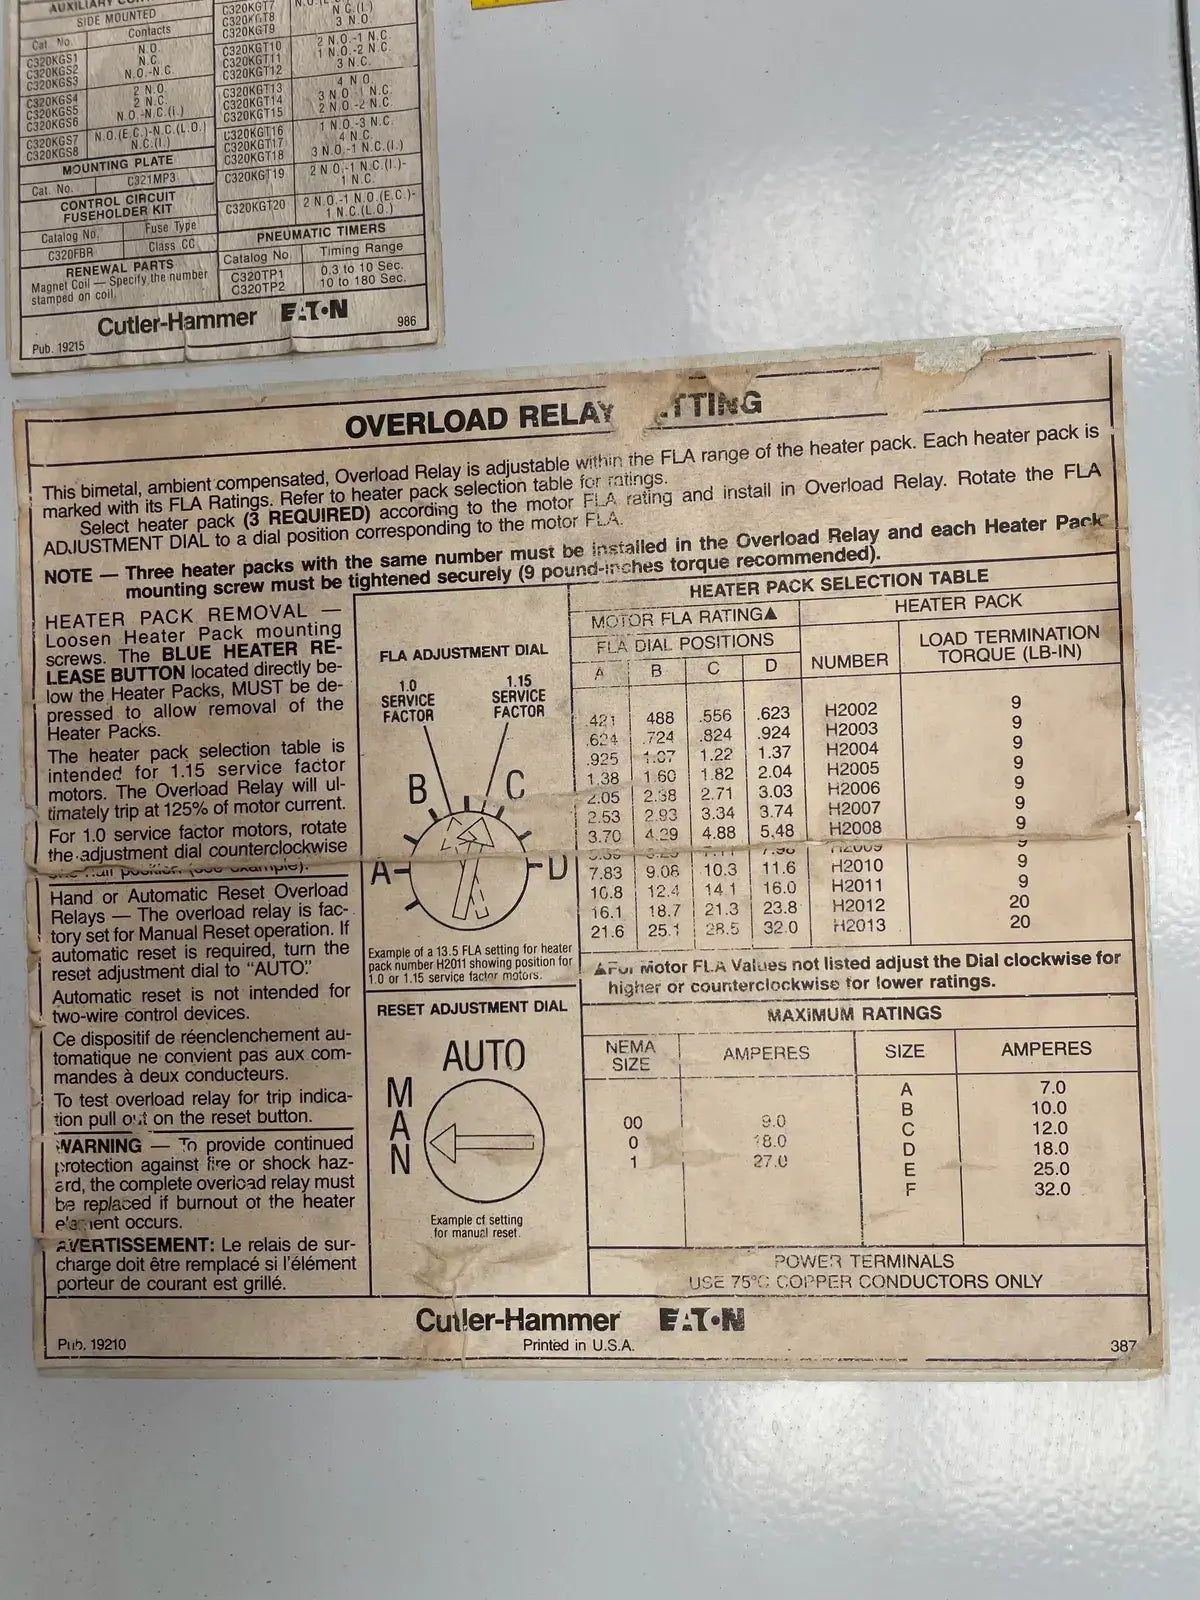 SIDE MOUNTED
Cat. No. Contacts
C320KGS1 N.O.
C320KGS2 N.C.
C320KGS3 N.O.-N.C.
C320KGS4 2 N.O.
C320KGS5 2 N.C.
C320KGS6 N.O.-N.C.(I.)
C320KGS7 N.O.(E.C.)-N.C.(L.O.)
C320KGS8 N.C.(I.)
MOUNTING PLATE
Cat. No. C321MP3
CONTROL CIRCUIT
FUSEHOLDER KIT
Catalog No. Fuse Type
C320FBR Class CC
RENEWAL PARTS
Magnet Coil — Specify the number
stamped on coil.
C320KGT7 N.C.(I.)
C320KGT8 3 N.O.
C320KGT9
C320KGT10 2 N.O.-1 N.C.
C320KGT11 1 N.O.-2 N.C.
C320KGT12 3 N.C.
C320KGT13 4 N.O.
C320KGT14 3 N.O. 1 N.C.
C320KGT15 2 N.O.-2 N.C.
C320KGT16 1 N.O.-3 N.C.
C320KGT17 4 N.C.
C320KGT18 3 N.O.-1 N.C.(I.)
C320KGT19 2 N.O.-1 N.C.(I.)-
1 N.C.
C320KGT20 2 N.O.-1 N.O.(E.C.)-
1 N.C.(L.O.)
PNEUMATIC TIMERS
Catalog No. Timing Range
C320TP1 0.3 to 10 Sec.
C320TP2 10 to 180 Sec.
Cutler-Hammer EATON
Pub. 19215 986
OVERLOAD RELAY TTING
This bimetal, ambient compensated, Overload Relay is adjustable within the FLA range of the heater pack. Each heater pack is
marked with its FLA Ratings. Refer to heater pack selection table for ratings.
Select heater pack (3 REQUIRED) according to the motor FLA rating and install in Overload Relay. Rotate the FLA
ADJUSTMENT DIAL to a dial position corresponding to the motor FLA.
NOTE — Three heater packs with the same number must be installed in the Overload Relay and each Heater Pack
mounting screw must be tightened securely (9 pound-inches torque recommended).
HEATER PACK REMOVAL —
Loosen Heater Pack mounting
screws. The BLUE HEATER RE-
LEASE BUTTON located directly be-
low the Heater Packs, MUST be de-
pressed to allow removal of the
Heater Packs.
The heater pack selection table is
intended for 1.15 service factor
motors. The Overload Relay will ul-
timately trip at 125% of motor current.
For 1.0 service factor motors, rotate
the adjustment dial counterclockwise
one-half position. (see example).
Hand or Automatic Reset Overload
Relays — The overload relay is fac-
tory set for Manual Reset operation. If
automatic reset is required, turn the
reset adjustment dial to “AUTO.”
Automatic reset is not intended for
two-wire control devices.
Ce dispositif de réenclenchement au-
tomatique ne convient pas aux com-
mandes à deux conducteurs.
To test overload relay for trip indica-
tion pull out on the reset button.
WARNING — To provide continued
protection against fire or shock haz-
ard, the complete overload relay must
be replaced if burnout of the heater
element occurs.
AVERTISSEMENT: Le relais de sur-
charge doit être remplacé si l'élément
porteur de courant est grillé.
FLA ADJUSTMENT DIAL
1.0
SERVICE
FACTOR
1.15
SERVICE
FACTOR
B C
A D
Example of a 13.5 FLA setting for heater
pack number H2011 showing position for
1.0 or 1.15 service factor motors.
RESET ADJUSTMENT DIAL
AUTO
MAN
Example of setting
for manual reset.
HEATER PACK SELECTION TABLE
MOTOR FLA RATING▲ HEATER PACK
FLA DIAL POSITIONS NUMBER LOAD TERMINATION
TORQUE (LB-IN)
A B C D
.421 .488 .556 .623 H2002 9
.624 .724 .824 .924 H2003 9
.925 1.07 1.22 1.37 H2004 9
1.38 1.60 1.82 2.04 H2005 9
2.05 2.38 2.71 3.03 H2006 9
2.53 2.93 3.34 3.74 H2007 9
3.70 4.29 4.88 5.48 H2008 9
H2009 9
7.83 9.08 10.3 11.6 H2010 9
10.8 12.4 14.1 16.0 H2011 9
16.1 18.7 21.3 23.8 H2012 20
21.6 25.1 28.5 32.0 H2013 20
▲For Motor FLA Values not listed adjust the Dial clockwise for
higher or counterclockwise for lower ratings.
MAXIMUM RATINGS
NEMA SIZE AMPERES SIZE AMPERES
00 9.0
0 18.0
1 27.0
A 7.0
B 10.0
C 12.0
D 18.0
E 25.0
F 32.0
POWER TERMINALS
USE 75°C COPPER CONDUCTORS ONLY
Cutler-Hammer EATON
Pub. 19210 Printed in U.S.A. 387